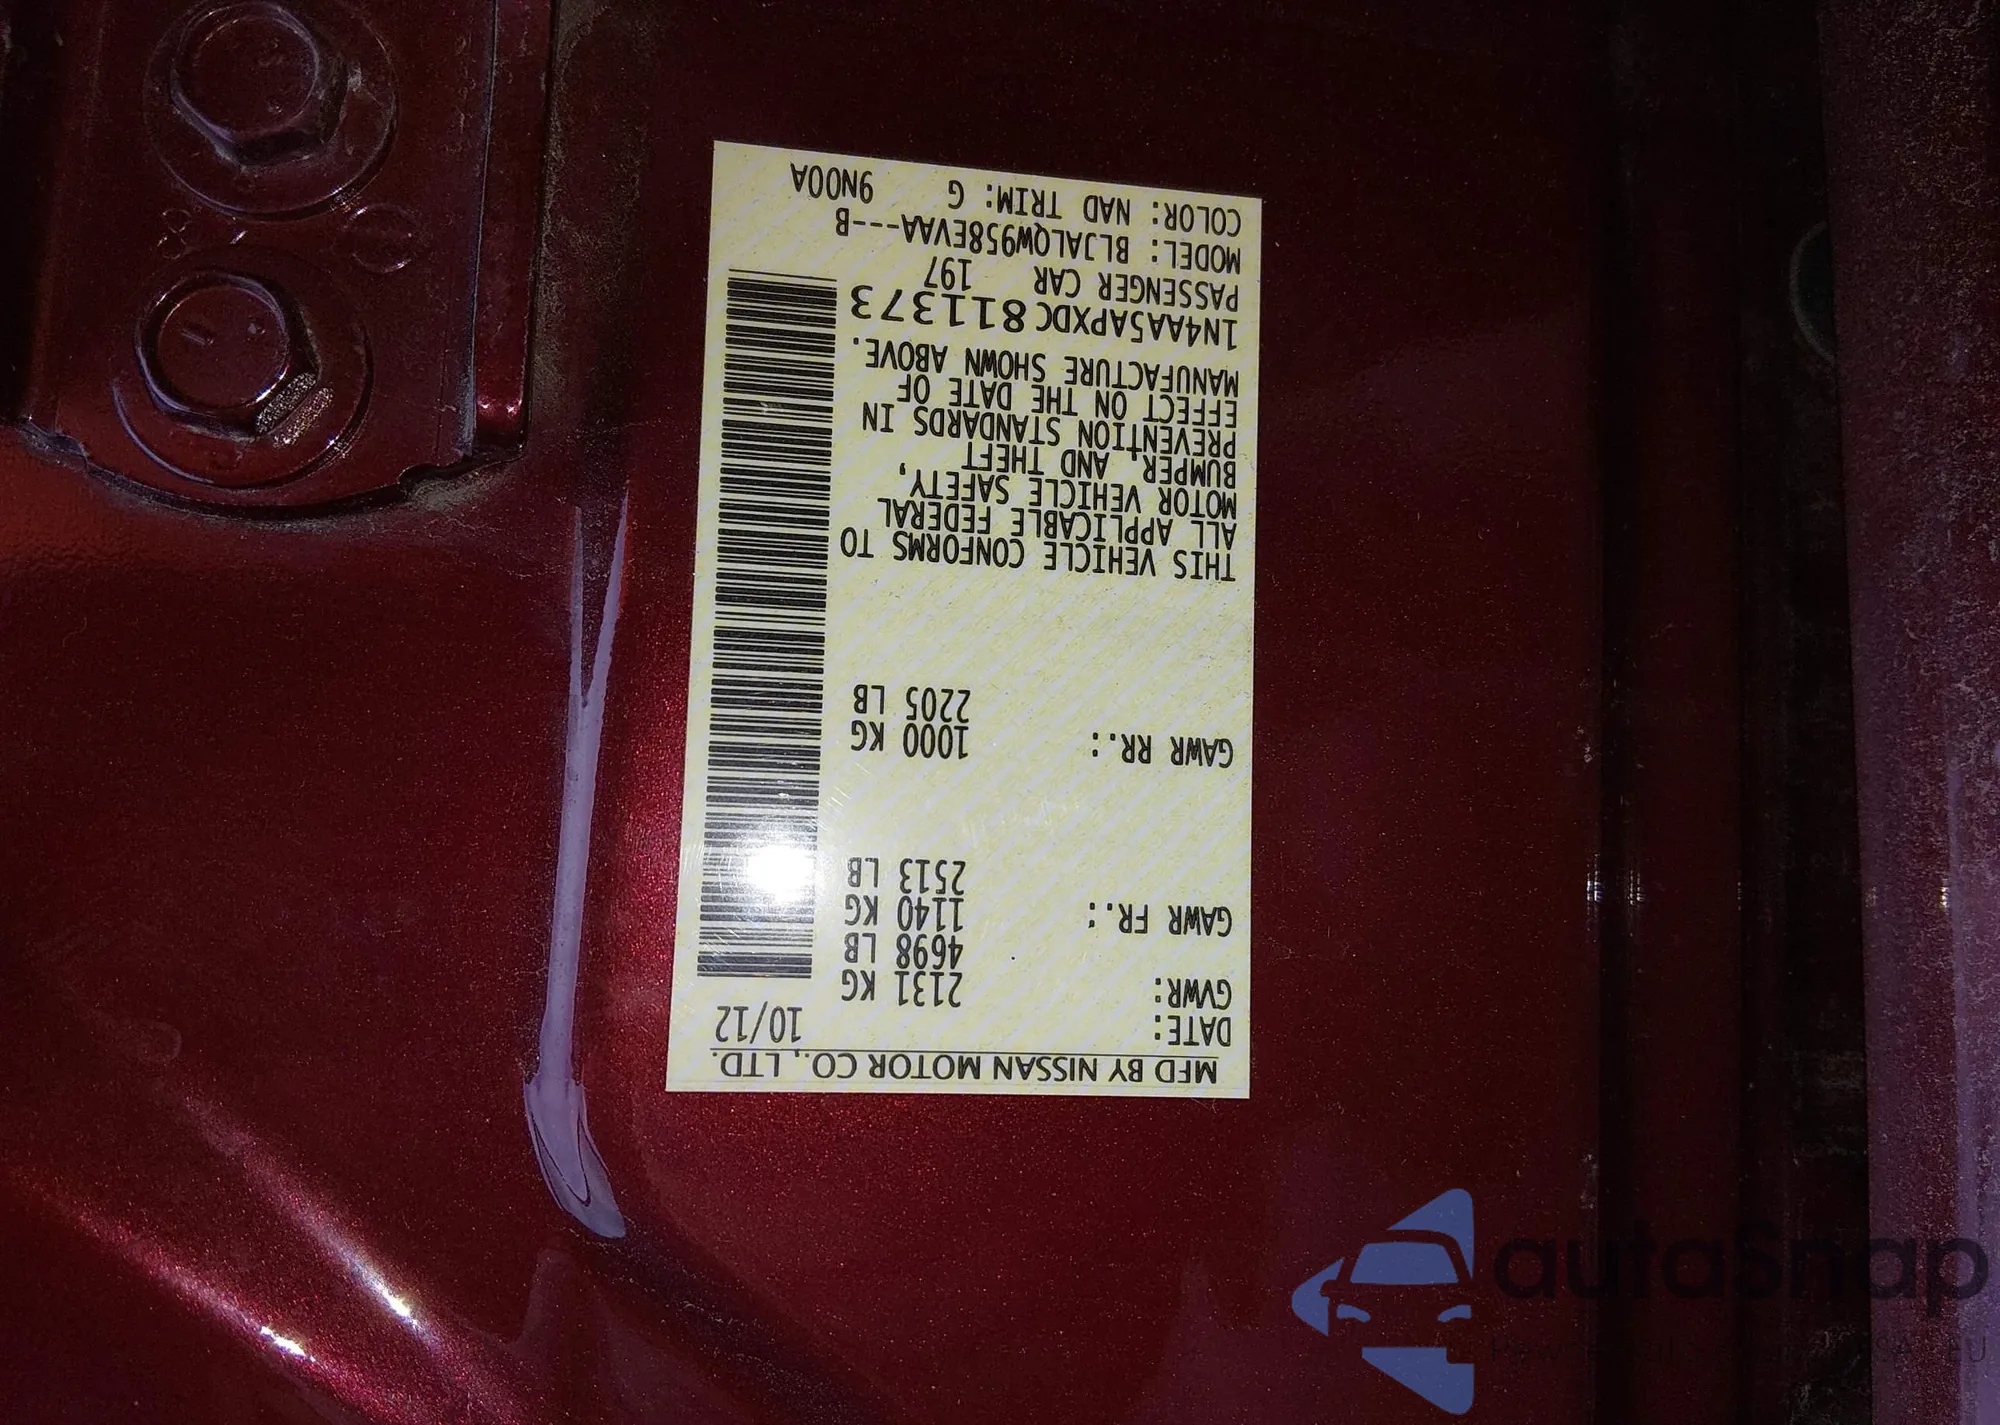 MFD BY NISSAN MOTOR CO., LTD.
DATE: 10/12
GVWR: 2131 KG
4698 LB
GAWR FR.: 1140 KG
2513 LB
GAWR RR.: 1000 KG
2205 LB
THIS VEHICLE CONFORMS TO
ALL APPLICABLE FEDERAL
MOTOR VEHICLE SAFETY,
BUMPER, AND THEFT
PREVENTION STANDARDS IN
EFFECT ON THE DATE OF
MANUFACTURE SHOWN ABOVE.
1N4AA5APXDC811373
PASSENGER CAR 197
MODEL: BLJALQW958EVAA---B
COLOR: NAD TRIM: G 9N00A
autasnap